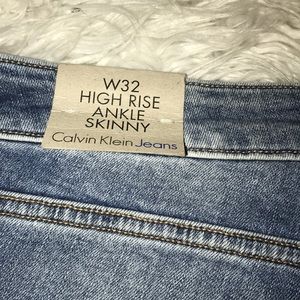 W32
HIGH RISE
ANKLE
SKINNY
Calvin Klein Jeans